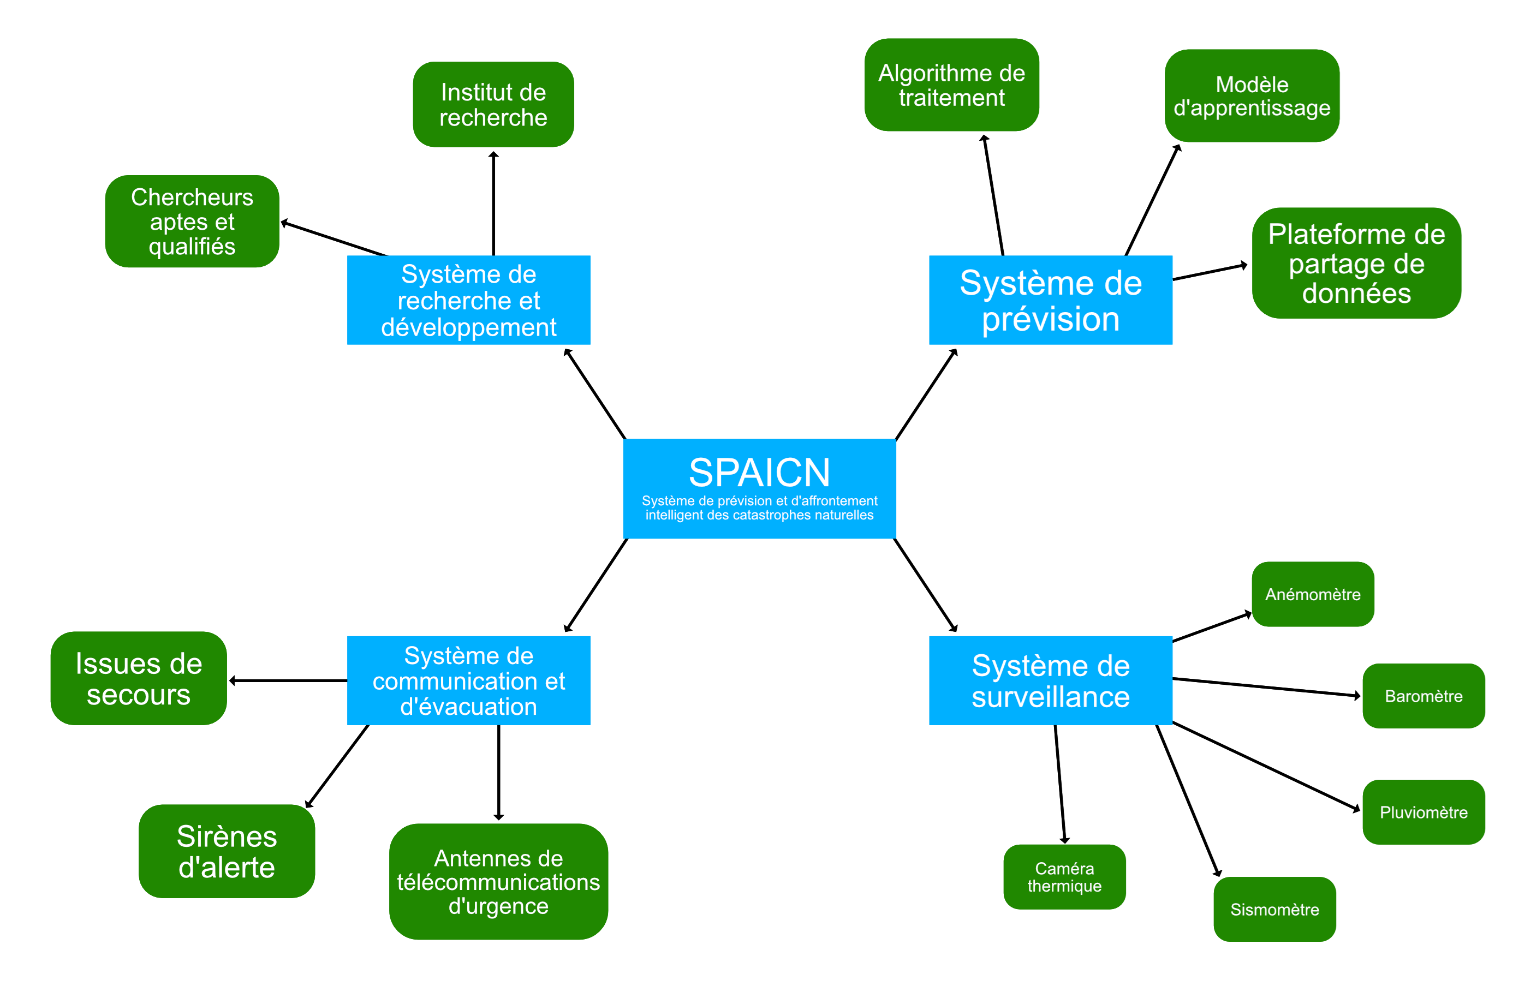 Institut de
recherche
Chercheurs
aptes et
qualifiés
Système de
recherche et
développement
Algorithme de
traitement
Modèle
d'apprentissage
Plateforme de
partage de
données
Système de
prévision
SPAICN
Système de prévision et d'affrontement
intelligent des catastrophes naturelles
Système de
communication et
d'évacuation
Issues de
secours
Sirènes
d'alerte
Antennes de
télécommunications
d'urgence
Système de
surveillance
Anémomètre
Baromètre
Pluviomètre
Sismomètre
Caméra
thermique